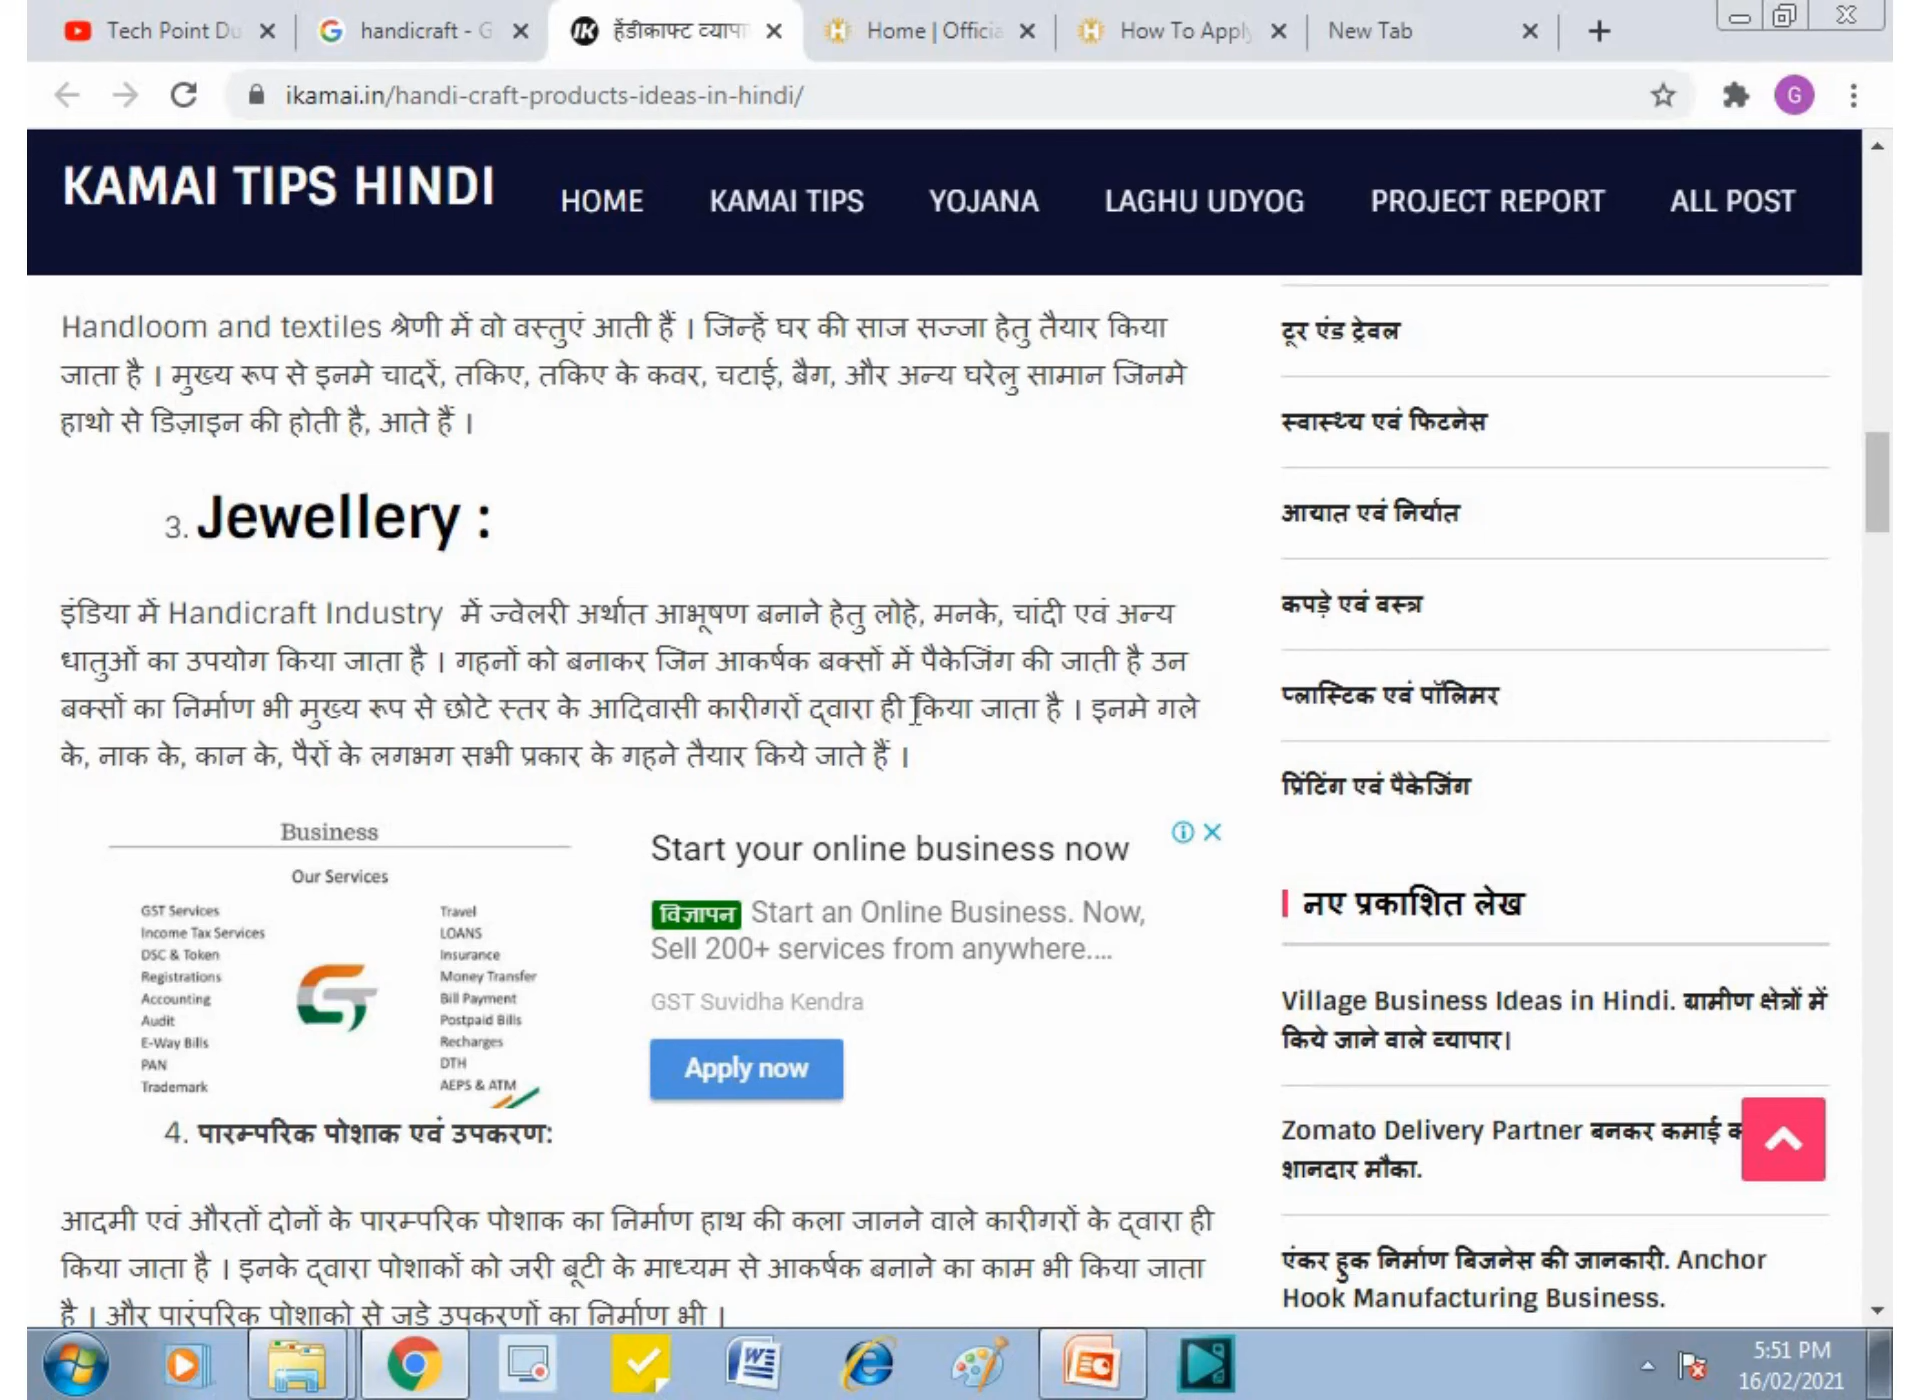 Tech Point Du
handicraft - G
हैंडीक्राफ्ट व्यापा
Home | Officia
How To Apply
New Tab
ikamai.in/handi-craft-products-ideas-in-hindi/
G
KAMAI TIPS HINDI
HOME
KAMAI TIPS
YOJANA
LAGHU UDYOG
PROJECT REPORT
ALL POST
Handloom and textiles श्रेणी में वो वस्तुएं आती हैं । जिन्हें घर की साज सज्जा हेतु तैयार किया
जाता है । मुख्य रूप से इनमे चादरें, तकिए, तकिए के कवर, चटाई, बैग, और अन्य घरेलु सामान जिनमे
हाथो से डिज़ाइन की होती है, आते हैं ।
3. Jewellery :
इंडिया में Handicraft Industry में ज्वेलरी अर्थात आभूषण बनाने हेतु लोहे, मनके, चांदी एवं अन्य
धातुओं का उपयोग किया जाता है । गहनों को बनाकर जिन आकर्षक बक्सों में पैकेजिंग की जाती है उन
बक्सों का निर्माण भी मुख्य रूप से छोटे स्तर के आदिवासी कारीगरों द्वारा ही किया जाता है । इनमे गले
के, नाक के, कान के, पैरों के लगभग सभी प्रकार के गहने तैयार किये जाते हैं ।
Business
Our Services
GST Services
Income Tax Services
DSC & Token
Registrations
Accounting
Audit
E-Way Bills
PAN
Trademark
Travel
LOANS
Insurance
Money Transfer
Bill Payment
Postpaid Bills
Recharges
DTH
AEPS & ATM
Start your online business now
विज्ञापन Start an Online Business. Now,
Sell 200+ services from anywhere....
GST Suvidha Kendra
Apply now
4. पारम्परिक पोशाक एवं उपकरण:
आदमी एवं औरतों दोनों के पारम्परिक पोशाक का निर्माण हाथ की कला जानने वाले कारीगरों के द्वारा ही
किया जाता है । इनके द्वारा पोशाकों को जरी बूटी के माध्यम से आकर्षक बनाने का काम भी किया जाता
है । और पारंपरिक पोशाको से जुड़े उपकरणों का निर्माण भी ।
टूर एंड ट्रेवल
स्वास्थ्य एवं फिटनेस
आयात एवं निर्यात
कपड़े एवं वस्त्र
प्लास्टिक एवं पॉलिमर
प्रिंटिंग एवं पैकेजिंग
नए प्रकाशित लेख
Village Business Ideas in Hindi. ग्रामीण क्षेत्रों में
किये जाने वाले व्यापार।
Zomato Delivery Partner बनकर कमाई क
शानदार मौका.
एंकर हुक निर्माण बिजनेस की जानकारी. Anchor
Hook Manufacturing Business.
5:51 PM
16/02/2021